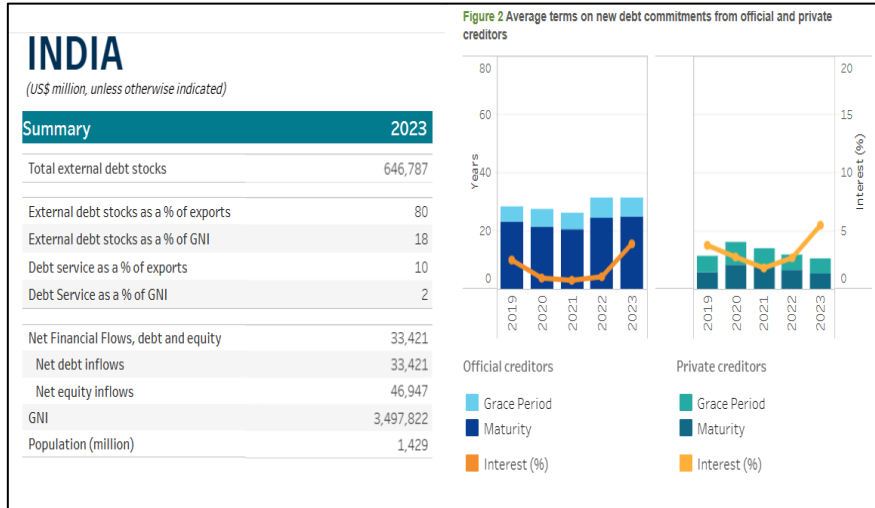 INDIA
(US$ million, unless otherwise indicated)
Summary 2023
Total external debt stocks 646,787
External debt stocks as a % of exports 80
External debt stocks as a % of GNI 18
Debt service as a % of exports 10
Debt Service as a % of GNI 2
Net Financial Flows, debt and equity 33,421
Net debt inflows 33,421
Net equity inflows 46,947
GNI 3,497,822
Population (million) 1,429
Figure 2 Average terms on new debt commitments from official and private
creditors
80
60
40
20
0
Years
2019
2020
2021
2022
2023
2019
2020
2021
2022
2023
20
15
10
5
0
Interest (%)
Official creditors
Grace Period
Maturity
Interest (%)
Private creditors
Grace Period
Maturity
Interest (%)